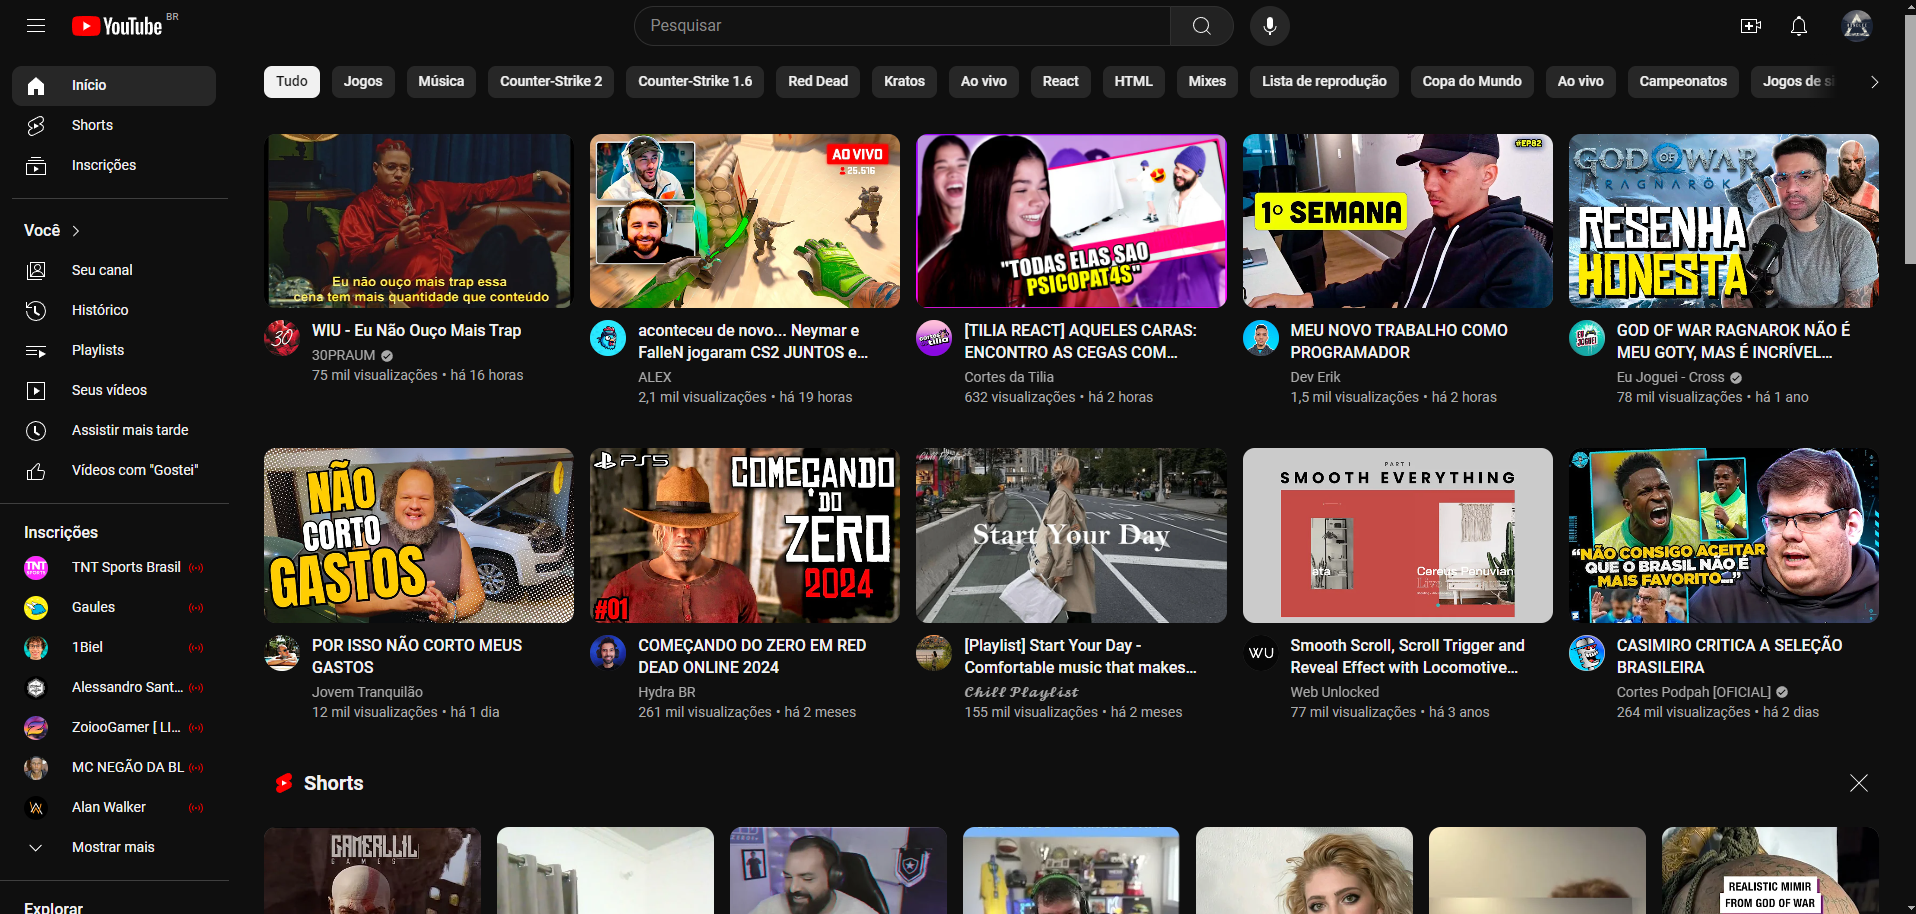 YouTube BR
Pesquisar
Início
Shorts
Inscrições
Você
Seu canal
Histórico
Playlists
Seus vídeos
Assistir mais tarde
Vídeos com "Gostei"
Inscrições
TNT Sports Brasil
Gaules
1Biel
Alessandro Sant...
ZoiooGamer [ LI...
MC NEGÃO DA BL
Alan Walker
Mostrar mais
Explorar
Tudo
Jogos
Música
Counter-Strike 2
Counter-Strike 1.6
Red Dead
Kratos
Ao vivo
React
HTML
Mixes
Lista de reprodução
Copa do Mundo
Ao vivo
Campeonatos
Jogos de si
Eu não ouço mais trap essa
cena tem mais quantidade que conteúdo
30
WIU - Eu Não Ouço Mais Trap
30PRAUM
75 mil visualizações • há 16 horas
AO VIVO
25.516
aconteceu de novo... Neymar e
FalleN jogaram CS2 JUNTOS e...
ALEX
2,1 mil visualizações • há 19 horas
"TODAS ELAS SAO
PSICOPAT4S"
[TILIA REACT] AQUELES CARAS:
ENCONTRO AS CEGAS COM...
Cortes da Tilia
632 visualizações • há 2 horas
#EP82
1º SEMANA
MEU NOVO TRABALHO COMO
PROGRAMADOR
Dev Erik
1,5 mil visualizações • há 2 horas
GOD OF WAR
RAGNARÖK
RESENHA
HONESTA
GOD OF WAR RAGNAROK NÃO É
MEU GOTY, MAS É INCRÍVEL...
Eu Joguei - Cross
78 mil visualizações • há 1 ano
NÃO
CORTO
GASTOS
POR ISSO NÃO CORTO MEUS
GASTOS
Jovem Tranquilão
12 mil visualizações • há 1 dia
PS5
COMEÇANDO
DO
ZERO
2024
#01
COMEÇANDO DO ZERO EM RED
DEAD ONLINE 2024
Hydra BR
261 mil visualizações • há 2 meses
Chill Playlist
Start Your Day
[Playlist] Start Your Day -
Comfortable music that makes...
𝓒𝓱𝓲𝓵𝓵 𝓟𝓵𝓪𝔂𝓵𝓲𝓼𝓽
155 mil visualizações • há 2 meses
PART I
SMOOTH EVERYTHING
ata
Cereus Peruvian
WU
Smooth Scroll, Scroll Trigger and
Reveal Effect with Locomotive...
Web Unlocked
77 mil visualizações • há 3 anos
"NÃO CONSIGO ACEITAR
QUE O BRASIL NÃO É
MAIS FAVORITO..."
CASIMIRO CRITICA A SELEÇÃO
BRASILEIRA
Cortes Podpah [OFICIAL]
264 mil visualizações • há 2 dias
Shorts
GAMERLLIL
GAMES
REALISTIC MIMIR
FROM GOD OF WAR